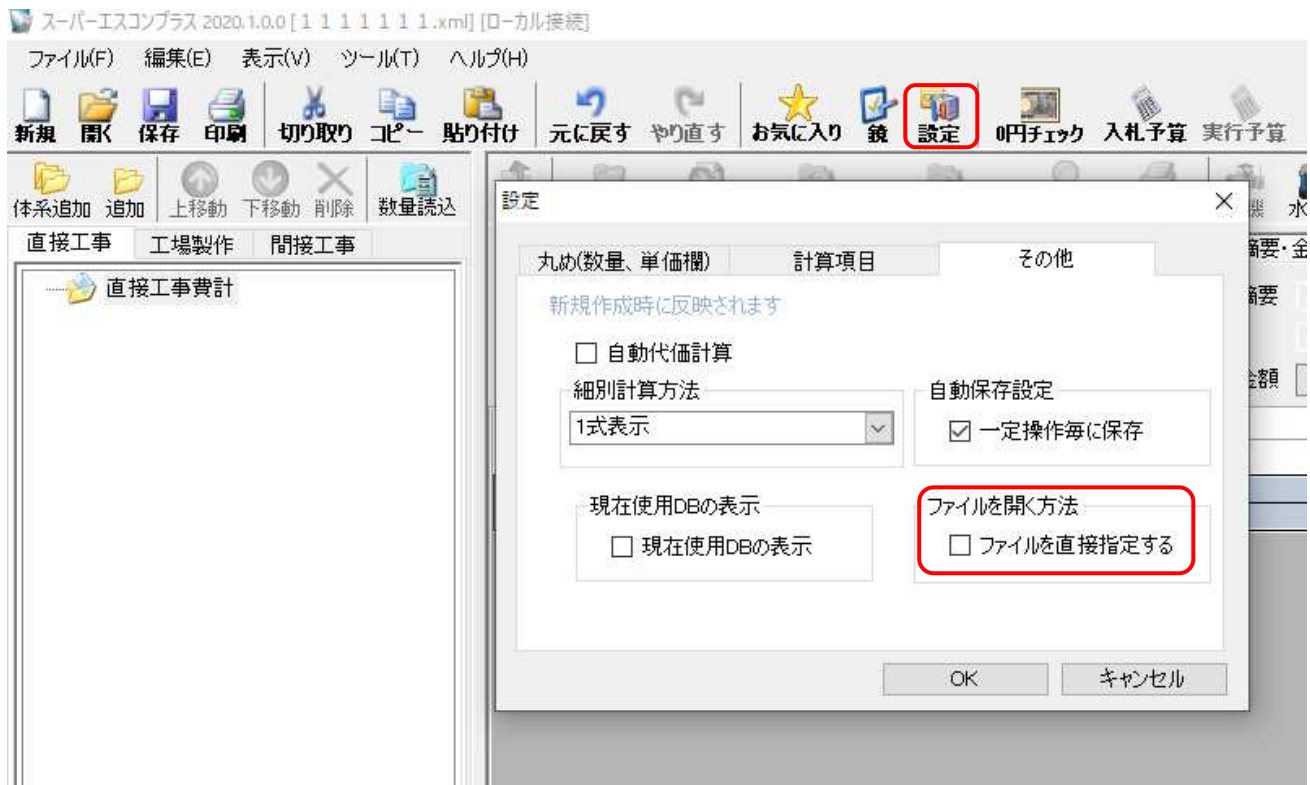 スーパーエスコンプラス 2020.1.0.0 [１１１１１１１.xml] [ローカル接続]
ファイル(F) 編集(E) 表示(V) ツール(T) ヘルプ(H)
新規 開く 保存 印刷 切り取り コピー 貼り付け 元に戻す やり直す お気に入り 鏡 設定 0円チェック 入札予算 実行予算
体系追加 追加 上移動 下移動 削除 数量読込
直接工事 工場製作 間接工事
直接工事費計
設定
丸め(数量、単価欄) 計算項目 その他
新規作成時に反映されます
自動代価計算
細別計算方法 自動保存設定
1式表示 一定操作毎に保存
現在使用DBの表示 ファイルを開く方法
現在使用DBの表示 ファイルを直接指定する
OK キャンセル
摘要・金
摘要
金額